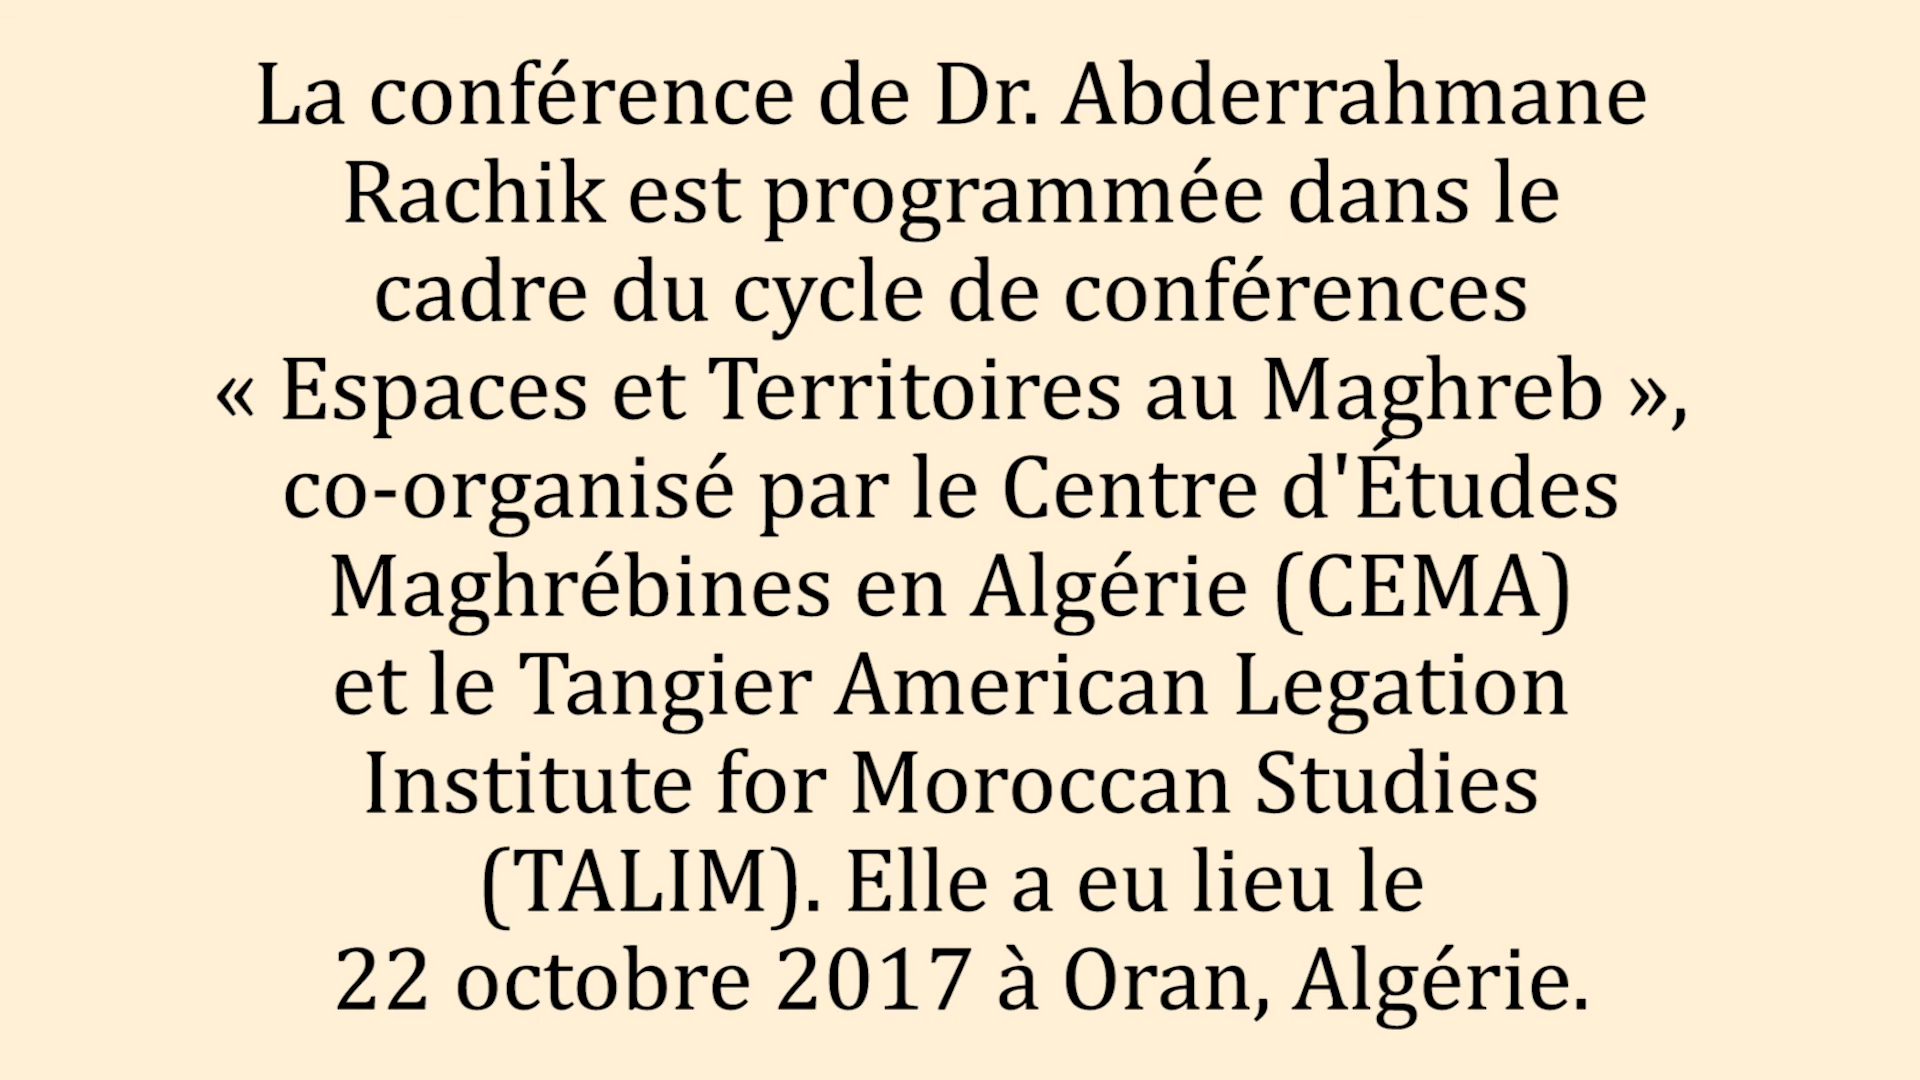 La conférence de Dr. Abderrahmane
Rachik est programmée dans le
cadre du cycle de conférences
« Espaces et Territoires au Maghreb »,
co-organisé par le Centre d'Études
Maghrébines en Algérie (CEMA)
et le Tangier American Legation
Institute for Moroccan Studies
(TALIM). Elle a eu lieu le
22 octobre 2017 à Oran, Algérie.